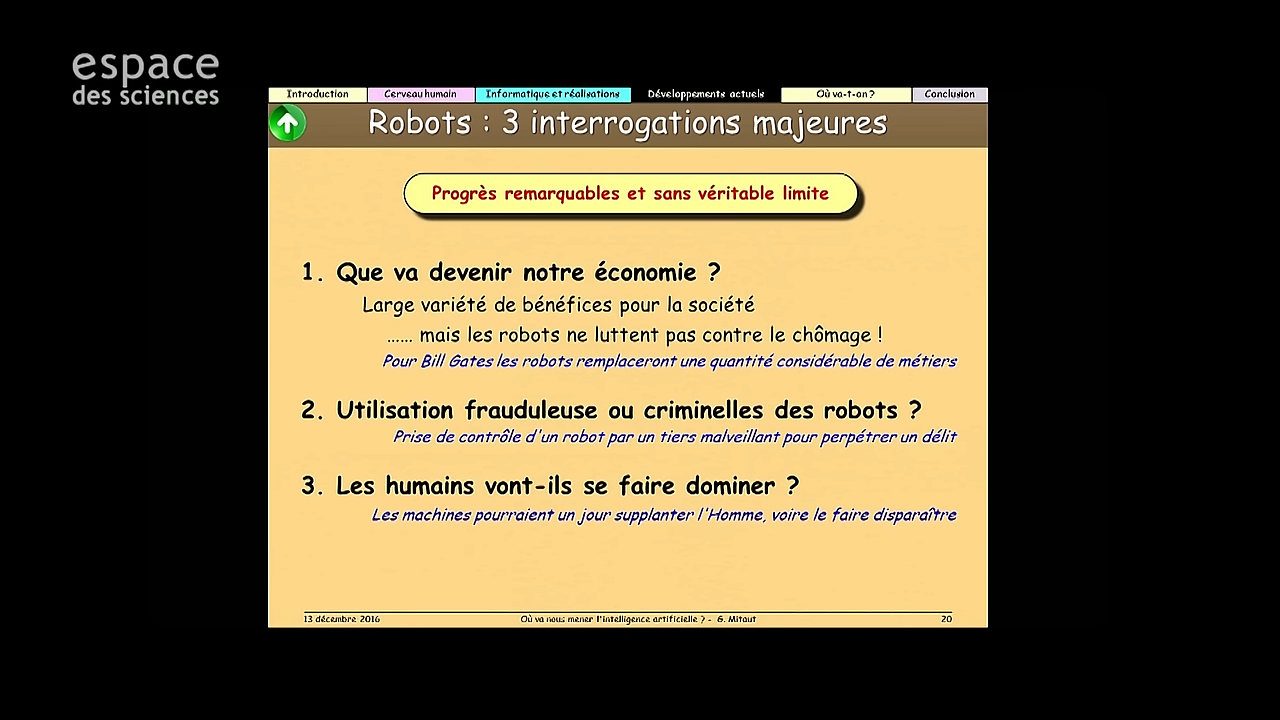 espace
des sciences
Introduction
Cerveau humain
Informatique et réalisations
Développements actuels
Où va-t-on ?
Conclusion
Robots : 3 interrogations majeures
Progrès remarquables et sans véritable limite
1. Que va devenir notre économie ?
Large variété de bénéfices pour la société
...... mais les robots ne luttent pas contre le chômage !
Pour Bill Gates les robots remplaceront une quantité considérable de métiers
2. Utilisation frauduleuse ou criminelles des robots ?
Prise de contrôle d'un robot par un tiers malveillant pour perpétrer un délit
3. Les humains vont-ils se faire dominer ?
Les machines pourraient un jour supplanter l'Homme, voire le faire disparaître
13 décembre 2016
Où va nous mener l'intelligence artificielle ? - G. Mitaut
20